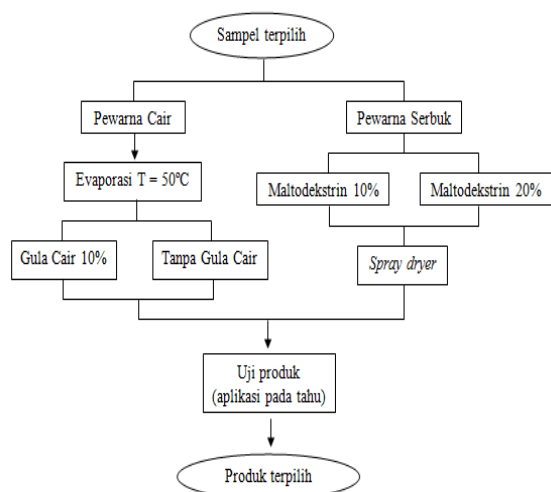 Sampel terpilih
Pewarna Cair
Pewarna Serbuk
Evaporasi T = 50°C
Maltodekstrin 10%
Maltodekstrin 20%
Gula Cair 10%
Tanpa Gula Cair
Spray dryer
Uji produk
(aplikasi pada tahu)
Produk terpilih